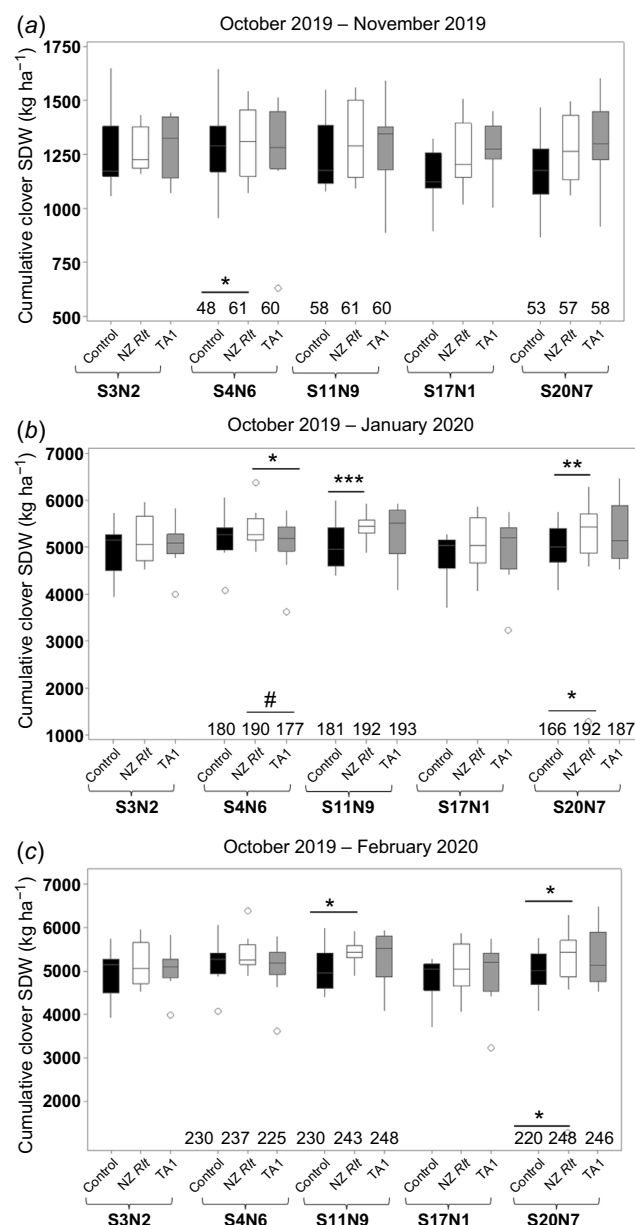 (a) October 2019 – November 2019
Cumulative clover SDW (kg ha⁻¹)
1750
1500
1250
1000
750
500
*
48 61 60 58 61 60 53 57 58
Control NZ Rlt TA1 Control NZ Rlt TA1 Control NZ Rlt TA1 Control NZ Rlt TA1 Control NZ Rlt TA1
S3N2 S4N6 S11N9 S17N1 S20N7
(b) October 2019 – January 2020
Cumulative clover SDW (kg ha⁻¹)
7000
6000
5000
4000
3000
2000
1000
* *** **
# *
180 190 177 181 192 193 166 192 187
Control NZ Rlt TA1 Control NZ Rlt TA1 Control NZ Rlt TA1 Control NZ Rlt TA1 Control NZ Rlt TA1
S3N2 S4N6 S11N9 S17N1 S20N7
(c) October 2019 – February 2020
Cumulative clover SDW (kg ha⁻¹)
7000
6000
5000
4000
3000
2000
* *
*
230 237 225 230 243 248 220 248 246
Control NZ Rlt TA1 Control NZ Rlt TA1 Control NZ Rlt TA1 Control NZ Rlt TA1 Control NZ Rlt TA1
S3N2 S4N6 S11N9 S17N1 S20N7